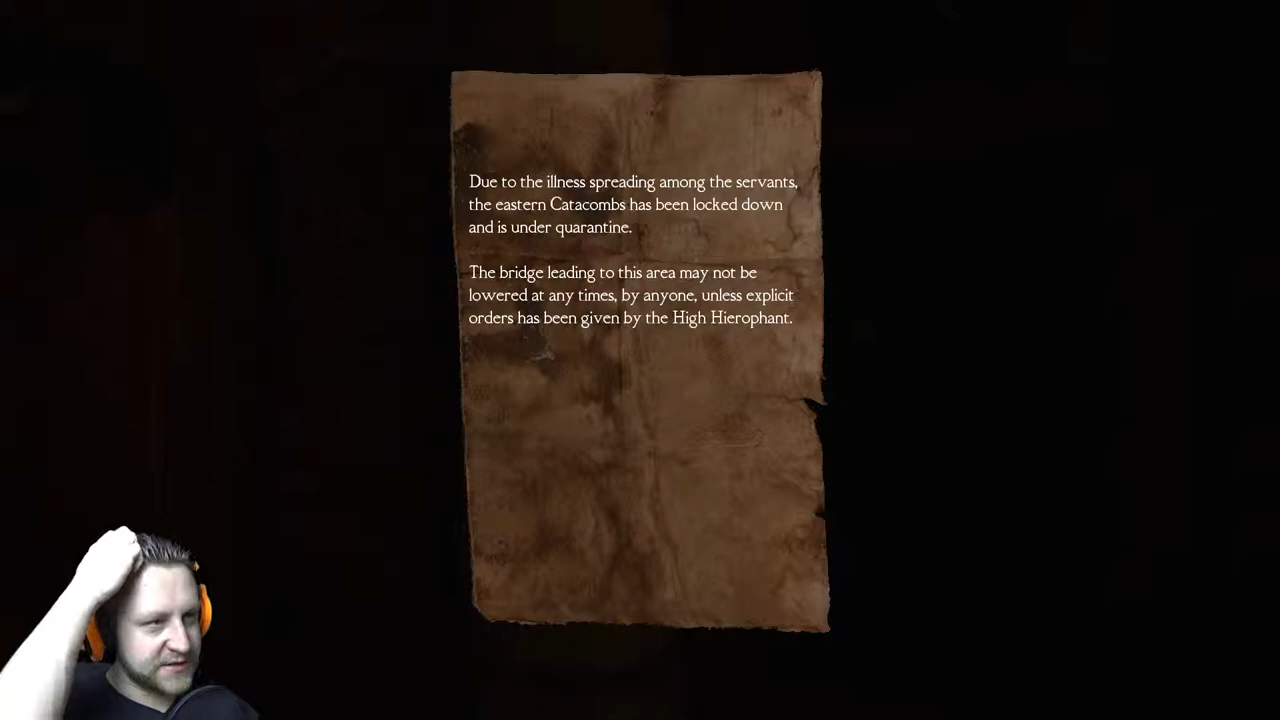 Due to the illness spreading among the servants,
the eastern Catacombs has been locked down
and is under quarantine.
The bridge leading to this area may not be
lowered at any times, by anyone, unless explicit
orders has been given by the High Hierophant.